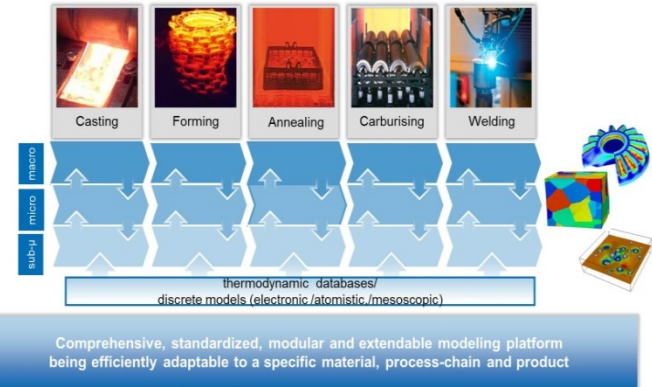 Casting
Forming
Annealing
Carburising
Welding
macro
micro
sub-μ
thermodynamic databases/
discrete models (electronic /atomistic,/mesoscopic)
Comprehensive, standardized, modular and extendable modeling platform
being efficiently adaptable to a specific material, process-chain and product